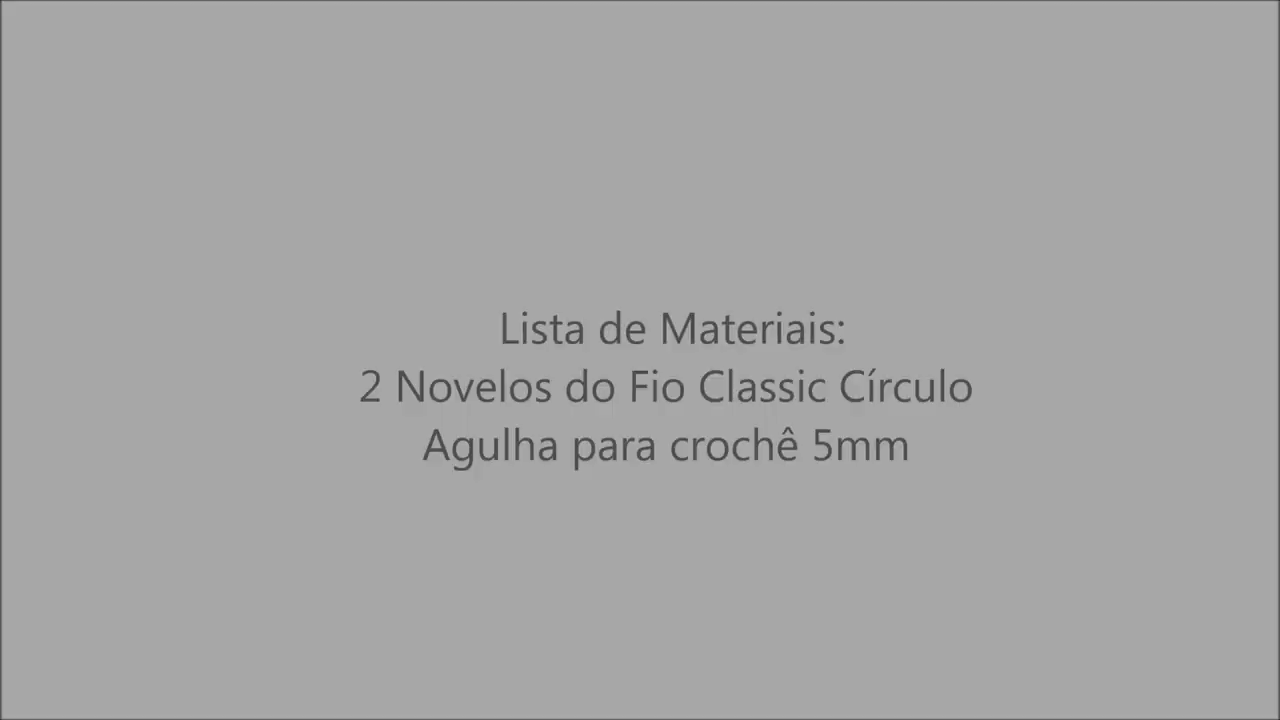 Lista de Materiais:
2 Novelos do Fio Classic Círculo
Agulha para crochê 5mm